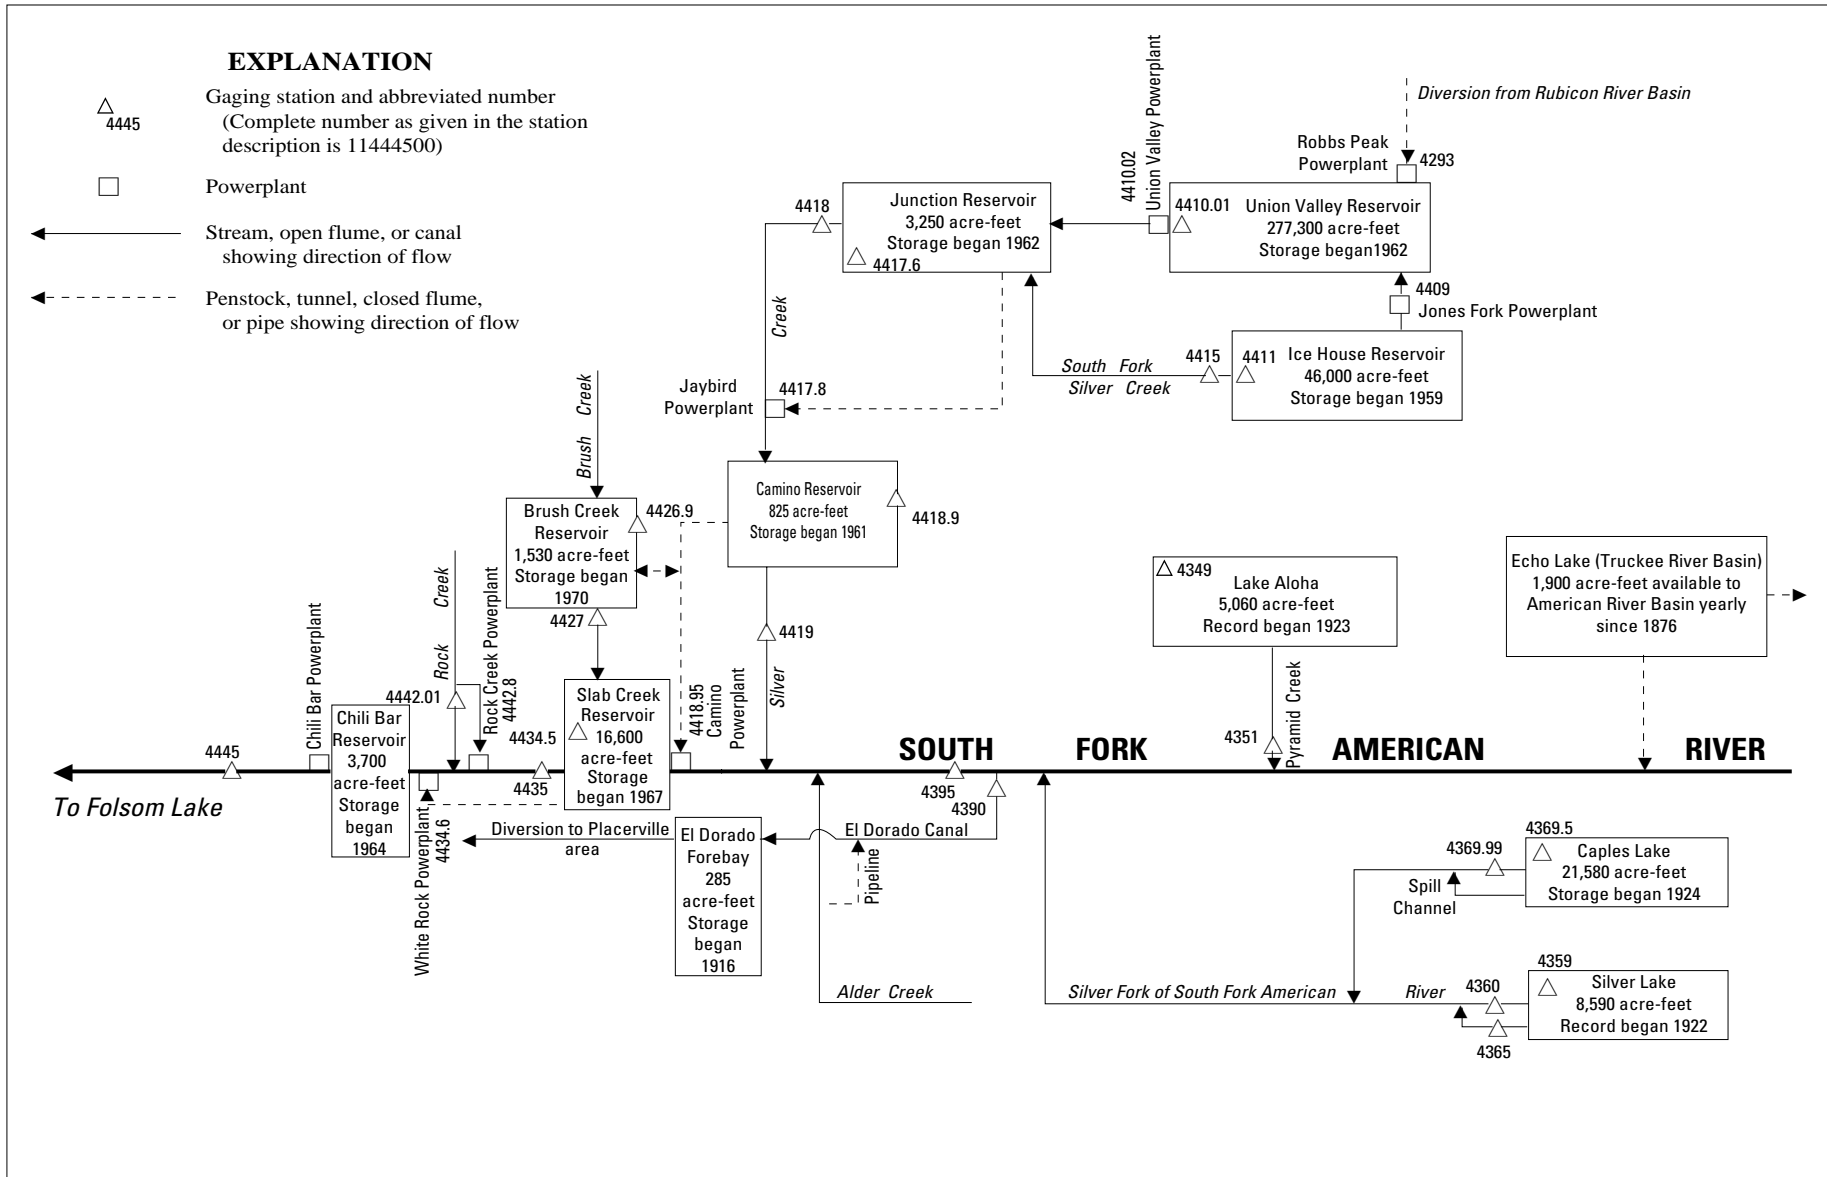 EXPLANATION
Gaging station and abbreviated number
(Complete number as given in the station
description is 11444500)
4445
Powerplant
Stream, open flume, or canal
showing direction of flow
Penstock, tunnel, closed flume,
or pipe showing direction of flow
Diversion from Rubicon River Basin
Robbs Peak
Powerplant
4293
4410.02
Union Valley Powerplant
4410.01
Union Valley Reservoir
277,300 acre-feet
Storage began1962
4418
Junction Reservoir
3,250 acre-feet
Storage began 1962
4417.6
4409
Jones Fork Powerplant
4415
4411
Ice House Reservoir
46,000 acre-feet
Storage began 1959
South Fork
Silver Creek
Creek
Jaybird
Powerplant
4417.8
Brush Creek
Camino Reservoir
825 acre-feet
Storage began 1961
4418.9
Brush Creek
Reservoir
1,530 acre-feet
Storage began
1970
4426.9
4427
4419
Silver
4349
Lake Aloha
5,060 acre-feet
Record began 1923
Echo Lake (Truckee River Basin)
1,900 acre-feet available to
American River Basin yearly
since 1876
Rock Creek
Rock Creek Powerplant
4442.8
4442.01
Chili Bar Powerplant
Chili Bar
Reservoir
3,700
acre-feet
Storage
began
1964
4434.5
Slab Creek
Reservoir
16,600
acre-feet
Storage
began 1967
4418.95
Camino
Powerplant
4351
Pyramid Creek
SOUTH FORK AMERICAN RIVER
4445
4435
4395
4390
To Folsom Lake
White Rock Powerplant
4434.6
Diversion to Placerville
area
El Dorado
Forebay
285
acre-feet
Storage
began
1916
El Dorado Canal
Pipeline
Alder Creek
4369.5
4369.99
Caples Lake
21,580 acre-feet
Storage began 1924
Spill
Channel
Silver Fork of South Fork American River
4359
4360
Silver Lake
8,590 acre-feet
Record began 1922
4365